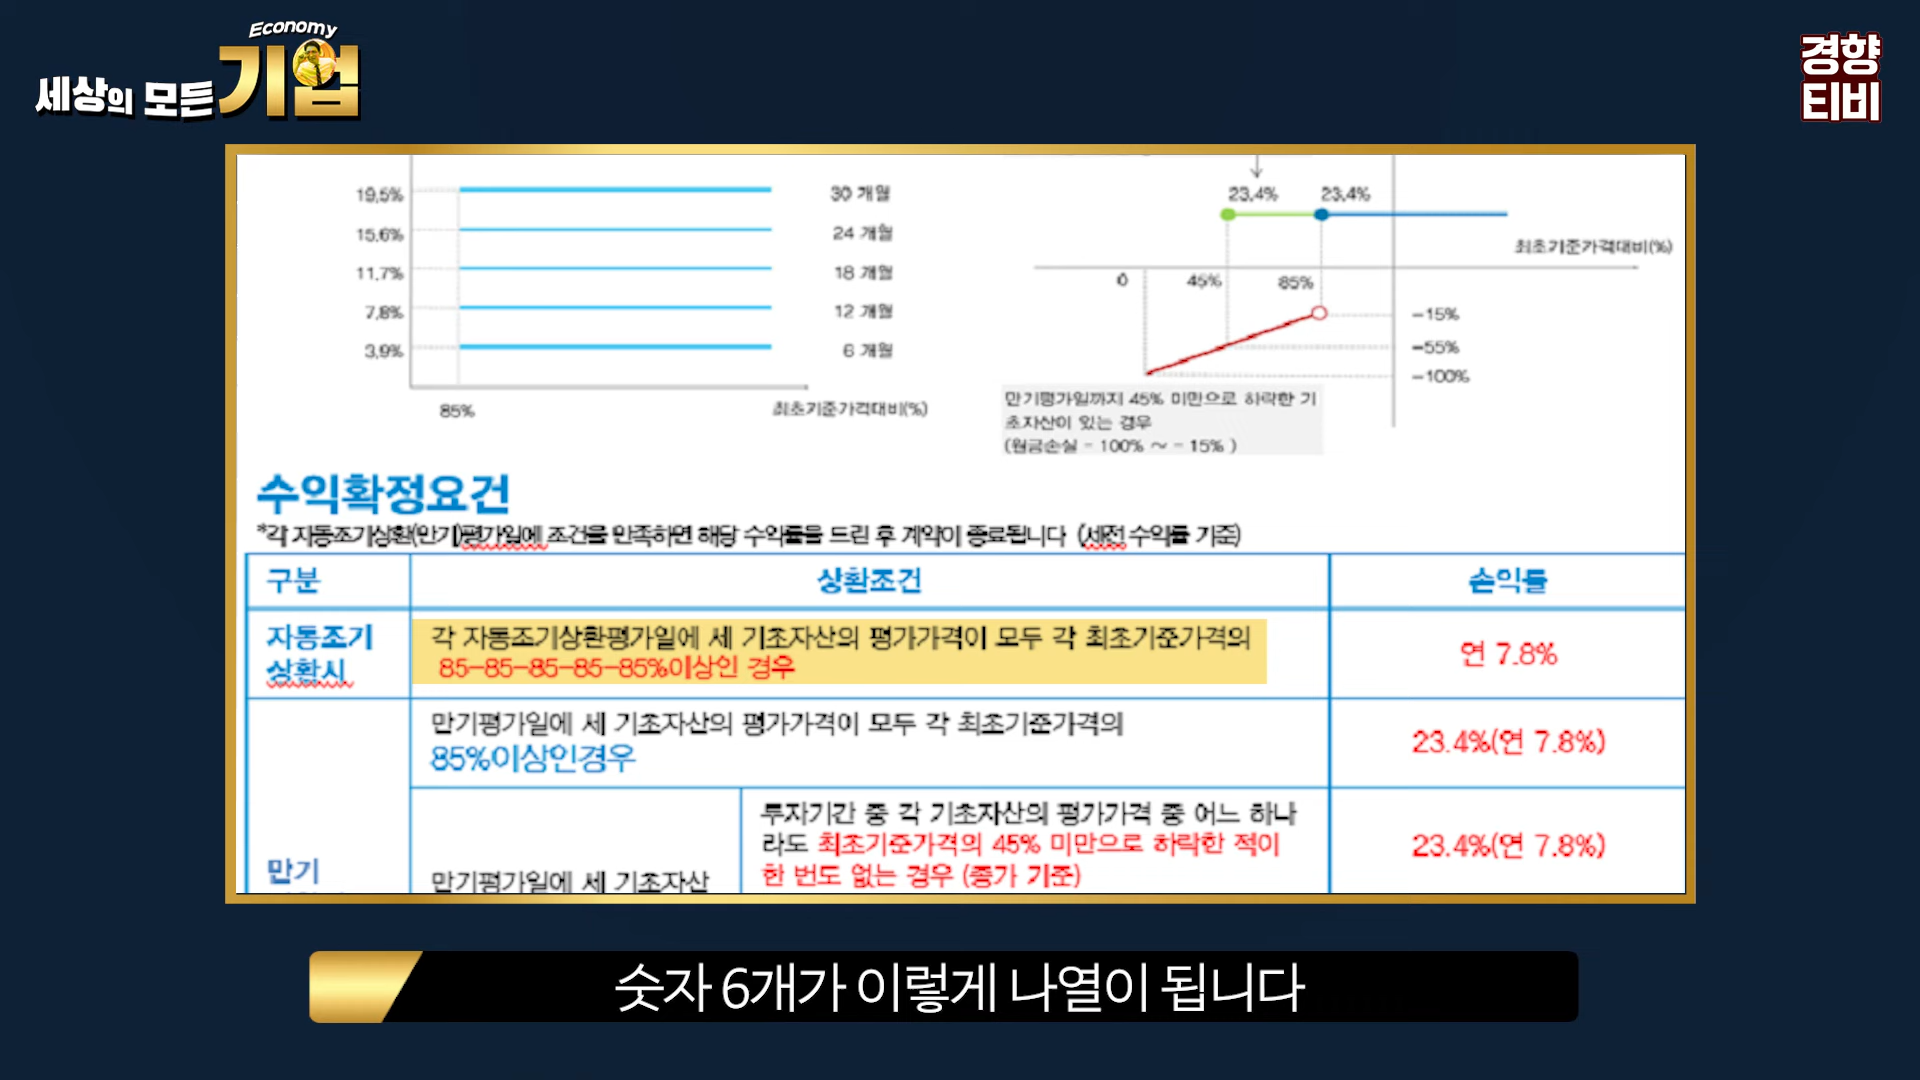 Economy
세상의 모든 기업
경향
티비
19.5%
30 개월
15.6%
24 개월
11.7%
18 개월
7.8%
12 개월
3.9%
6 개월
85%
최초기준가격대비(%)
23.4%
23.4%
최초기준가격대비(%)
0
45%
85%
-15%
-55%
-100%
만기평가일까지 45% 미만으로 하락한 기
초자산이 있는 경우
(원금손실 - 100% ~ - 15% )
수익확정요건
*각 자동조기상환(만기)평가일에 조건을 만족하면 해당 수익률을 드린 후 계약이 종료됩니다 (세전 수익률 기준)
구분
상환조건
손익률
자동조기
상환시
각 자동조기상환평가일에 세 기초자산의 평가가격이 모두 각 최초기준가격의
85-85-85-85-85%이상인 경우
연 7.8%
만기평가일에 세 기초자산의 평가가격이 모두 각 최초기준가격의
85%이상인경우
23.4%(연 7.8%)
만기
만기평가일에 세 기초자산
투자기간 중 각 기초자산의 평가가격 중 어느 하나
라도 최초기준가격의 45% 미만으로 하락한 적이
한 번도 없는 경우 (종가 기준)
23.4%(연 7.8%)
숫자 6개가 이렇게 나열이 됩니다